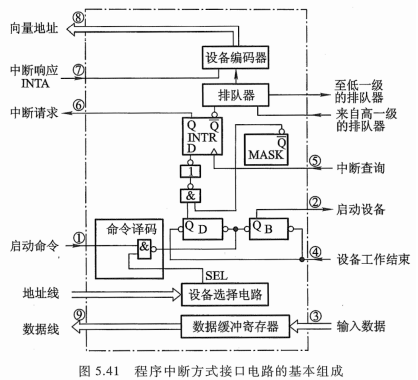 ⑧
向量地址
设备编码器
中断响应 ⑦
INTA
排队器
至低一级
的排队器
⑥
中断请求
来自高一级
的排队器
Q Q̅
INTR
D
Q̅
MASK
⑤
中断查询
1
&
②
启动设备
命令译码
Q D
Q B
①
启动命令
&
④
设备工作结束
SEL
地址线
设备选择电路
⑨
数据线
数据缓冲寄存器
③
输入数据
图 5.41 程序中断方式接口电路的基本组成